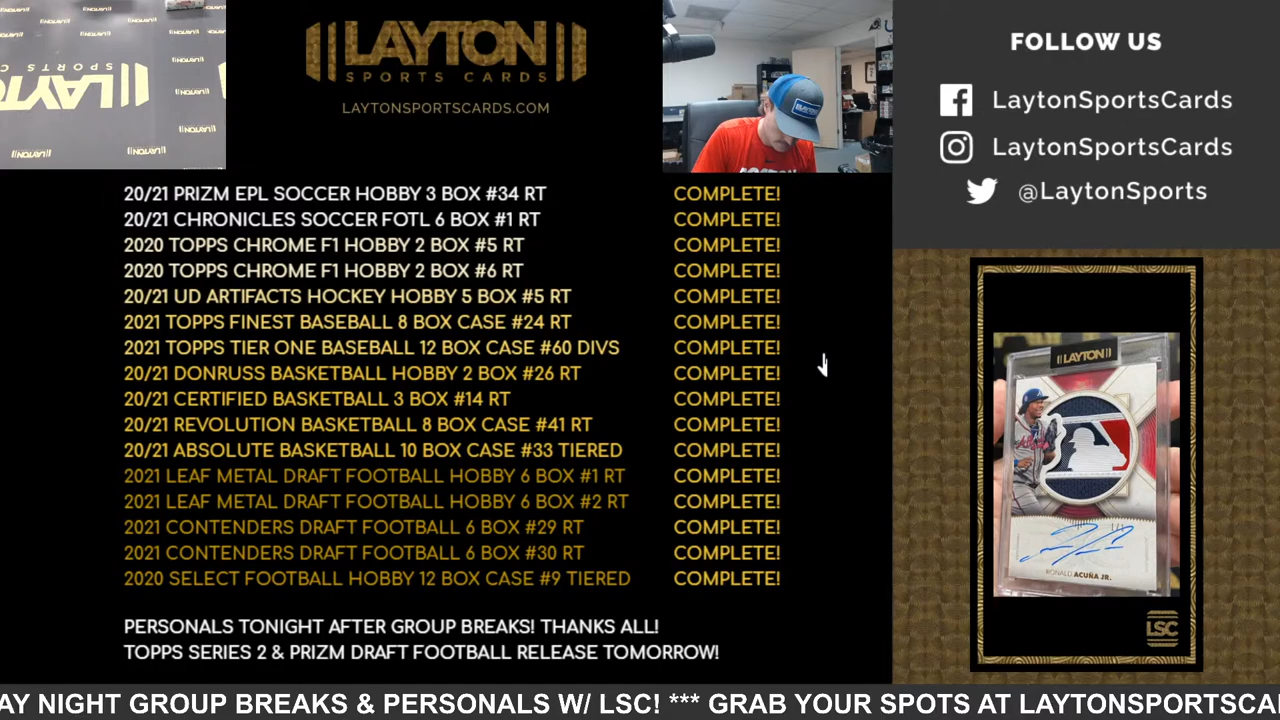 LAYTON
SPORTS CARDS
LAYTONSPORTSCARDS.COM
FOLLOW US
LaytonSportsCards
LaytonSportsCards
@LaytonSports
20/21 PRIZM EPL SOCCER HOBBY 3 BOX #34 RT COMPLETE!
20/21 CHRONICLES SOCCER FOTL 6 BOX #1 RT COMPLETE!
2020 TOPPS CHROME F1 HOBBY 2 BOX #5 RT COMPLETE!
2020 TOPPS CHROME F1 HOBBY 2 BOX #6 RT COMPLETE!
20/21 UD ARTIFACTS HOCKEY HOBBY 5 BOX #5 RT COMPLETE!
2021 TOPPS FINEST BASEBALL 8 BOX CASE #24 RT COMPLETE!
2021 TOPPS TIER ONE BASEBALL 12 BOX CASE #60 DIVS COMPLETE!
20/21 DONRUSS BASKETBALL HOBBY 2 BOX #26 RT COMPLETE!
20/21 CERTIFIED BASKETBALL 3 BOX #14 RT COMPLETE!
20/21 REVOLUTION BASKETBALL 8 BOX CASE #41 RT COMPLETE!
20/21 ABSOLUTE BASKETBALL 10 BOX CASE #33 TIERED COMPLETE!
2021 LEAF METAL DRAFT FOOTBALL HOBBY 6 BOX #1 RT COMPLETE!
2021 LEAF METAL DRAFT FOOTBALL HOBBY 6 BOX #2 RT COMPLETE!
2021 CONTENDERS DRAFT FOOTBALL 6 BOX #29 RT COMPLETE!
2021 CONTENDERS DRAFT FOOTBALL 6 BOX #30 RT COMPLETE!
2020 SELECT FOOTBALL HOBBY 12 BOX CASE #9 TIERED COMPLETE!
PERSONALS TONIGHT AFTER GROUP BREAKS! THANKS ALL!
TOPPS SERIES 2 & PRIZM DRAFT FOOTBALL RELEASE TOMORROW!
LAYTON
RONALD ACUÑA JR.
LSC
AY NIGHT GROUP BREAKS & PERSONALS W/ LSC! *** GRAB YOUR SPOTS AT LAYTONSPORTSCA